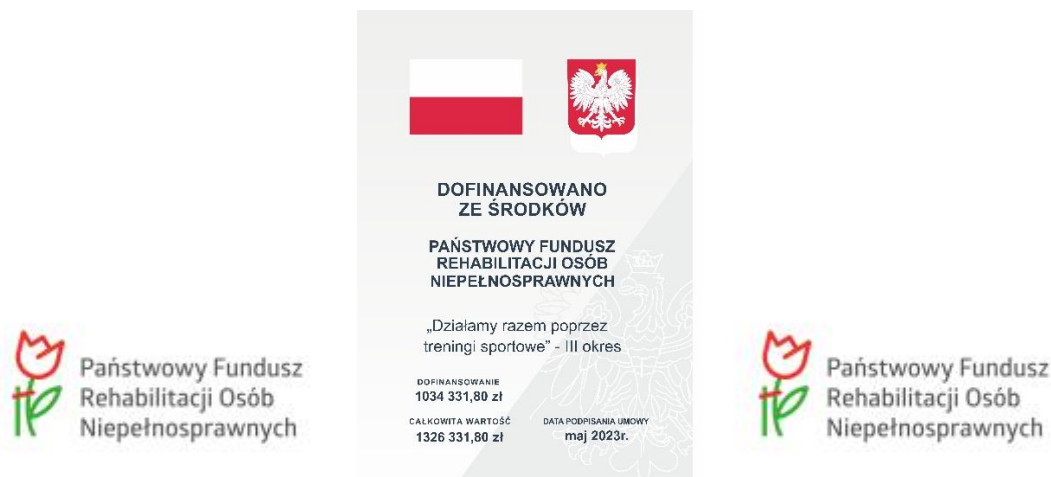 DOFINANSOWANO
ZE ŚRODKÓW
PAŃSTWOWY FUNDUSZ
REHABILITACJI OSÓB
NIEPEŁNOSPRAWNYCH
„Działamy razem poprzez
treningi sportowe” - III okres
DOFINANSOWANIE
1034 331,80 zł
CAŁKOWITA WARTOŚĆ
1326 331,80 zł
DATA PODPISANIA UMOWY
maj 2023r.
Państwowy Fundusz
Rehabilitacji Osób
Niepełnosprawnych
Państwowy Fundusz
Rehabilitacji Osób
Niepełnosprawnych